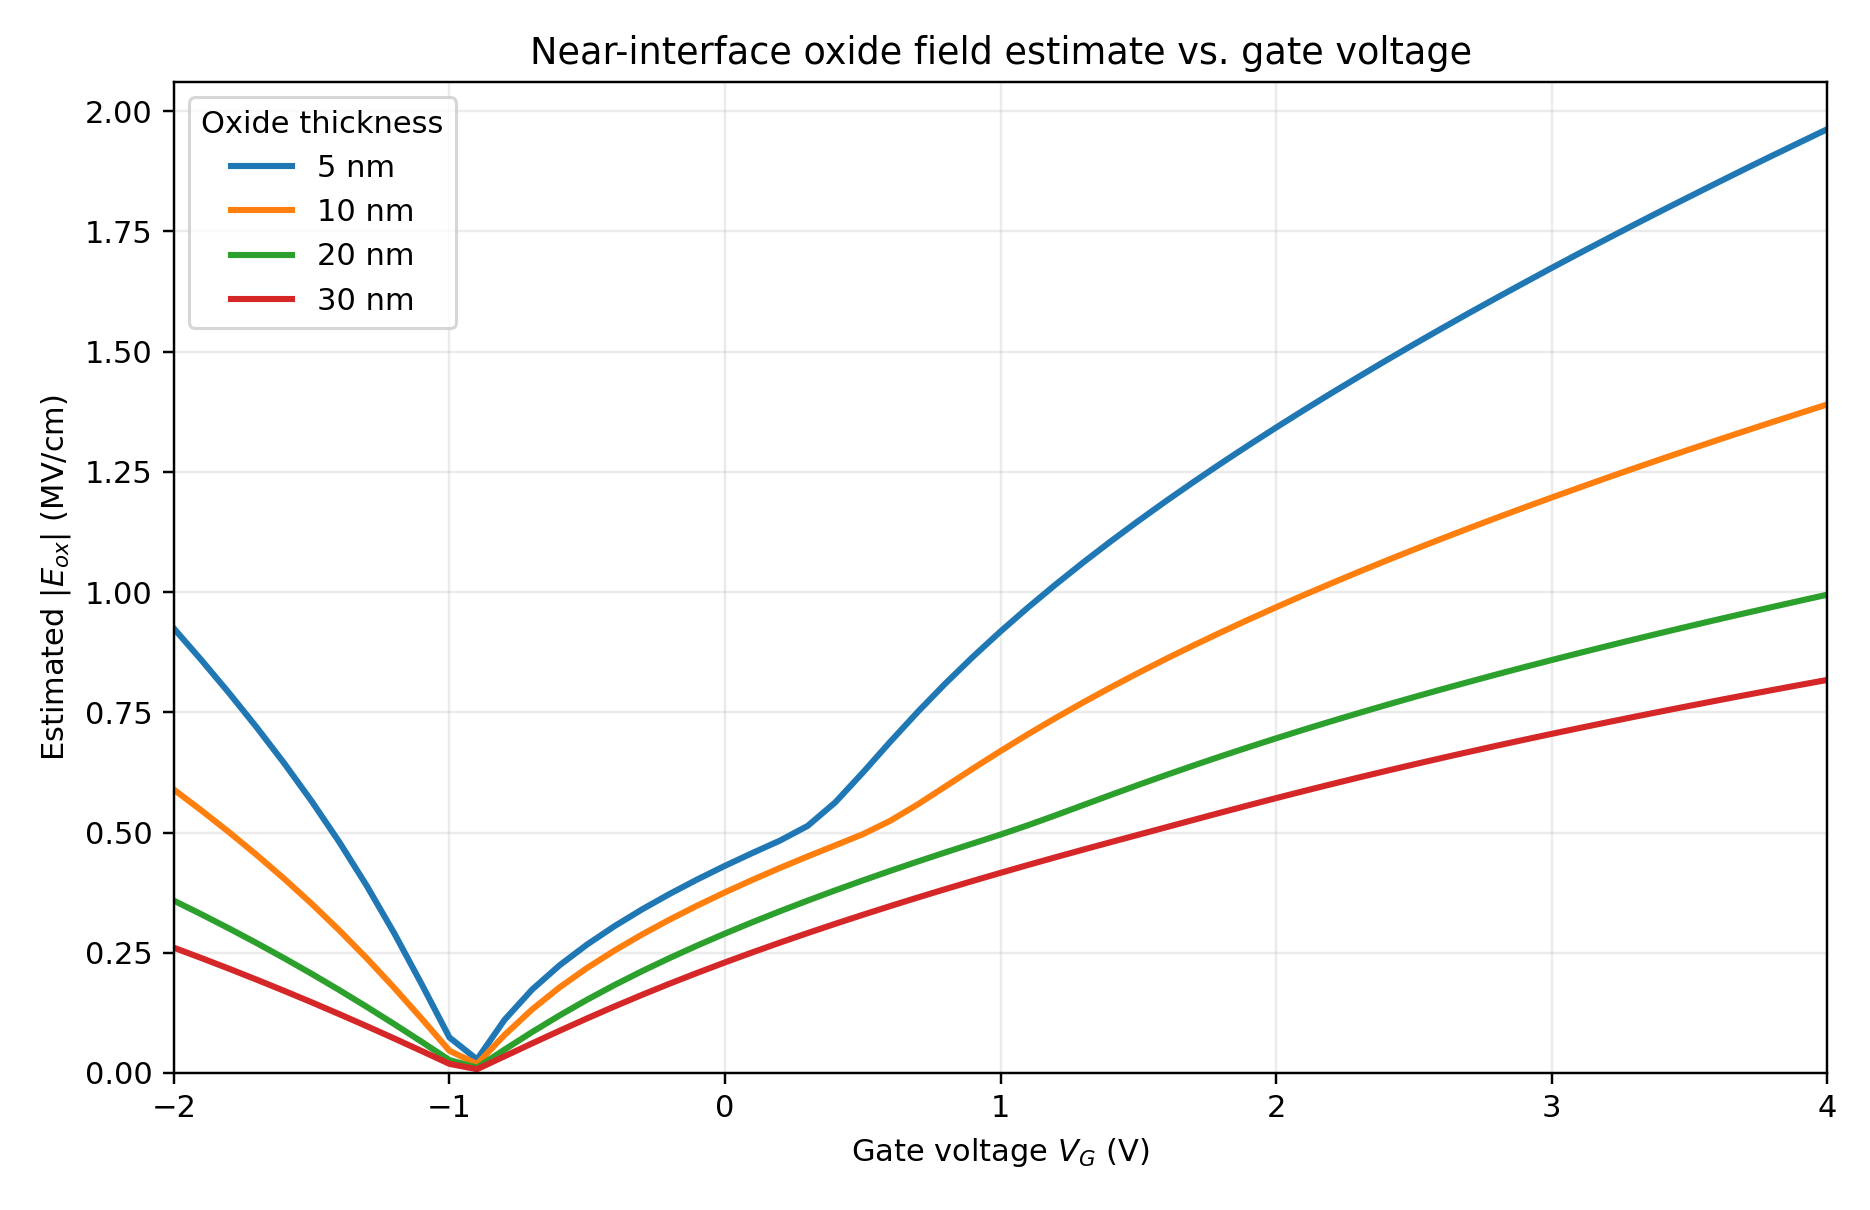 Near-interface oxide field estimate vs. gate voltage
Oxide thickness
5 nm
10 nm
20 nm
30 nm
Estimated |E_ox| (MV/cm)
2.00
1.75
1.50
1.25
1.00
0.75
0.50
0.25
0.00
−2 −1 0 1 2 3 4
Gate voltage V_G (V)